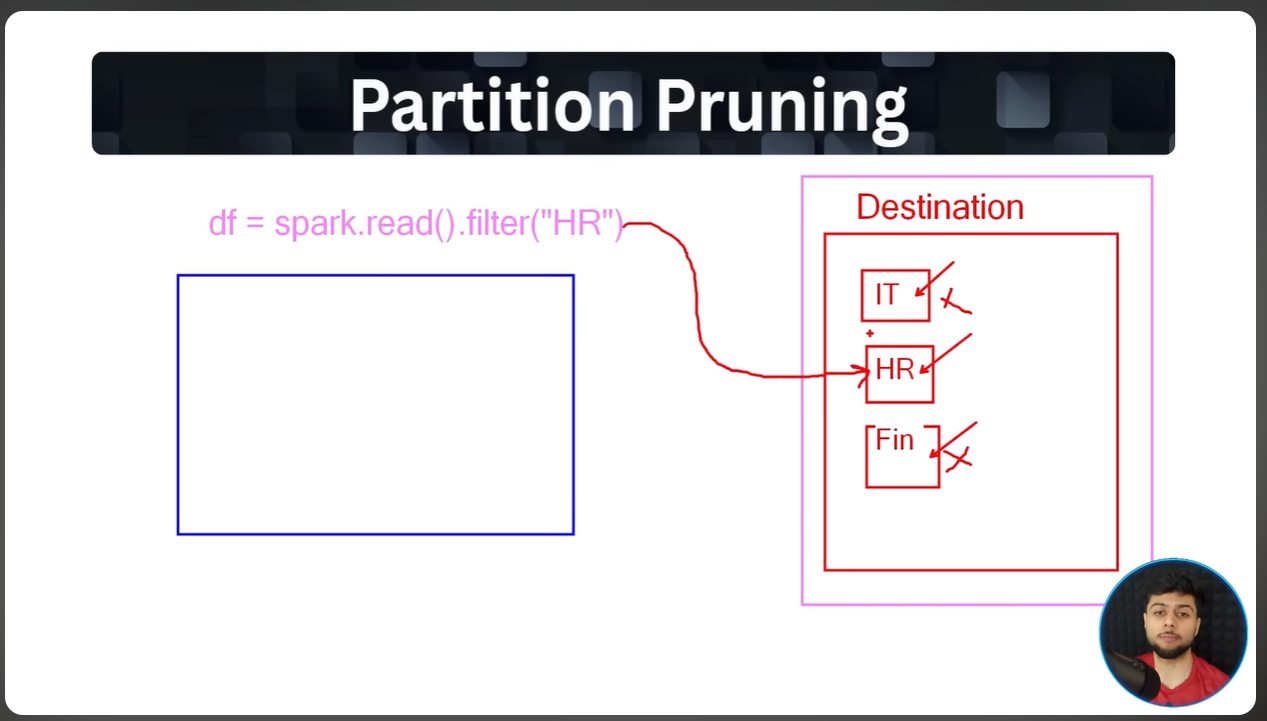 Partition Pruning
df = spark.read().filter("HR")
Destination
IT
HR
Fin